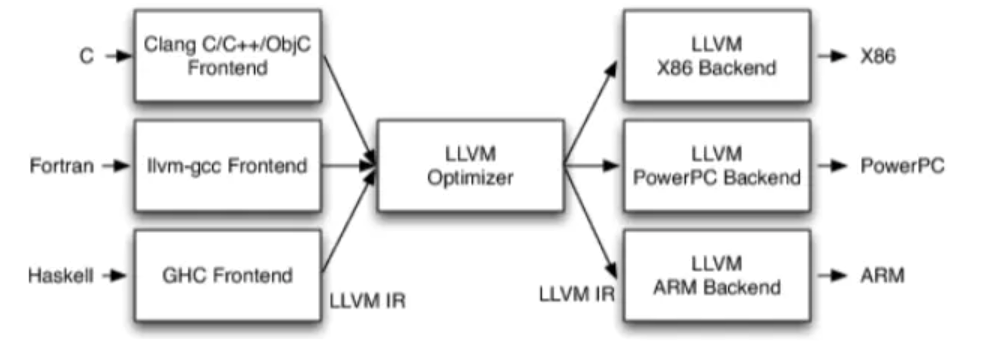 C
Clang C/C++/ObjC
Frontend
LLVM
X86 Backend
X86
Fortran
llvm-gcc Frontend
LLVM
Optimizer
LLVM
PowerPC Backend
PowerPC
Haskell
GHC Frontend
LLVM IR
LLVM IR
LLVM
ARM Backend
ARM